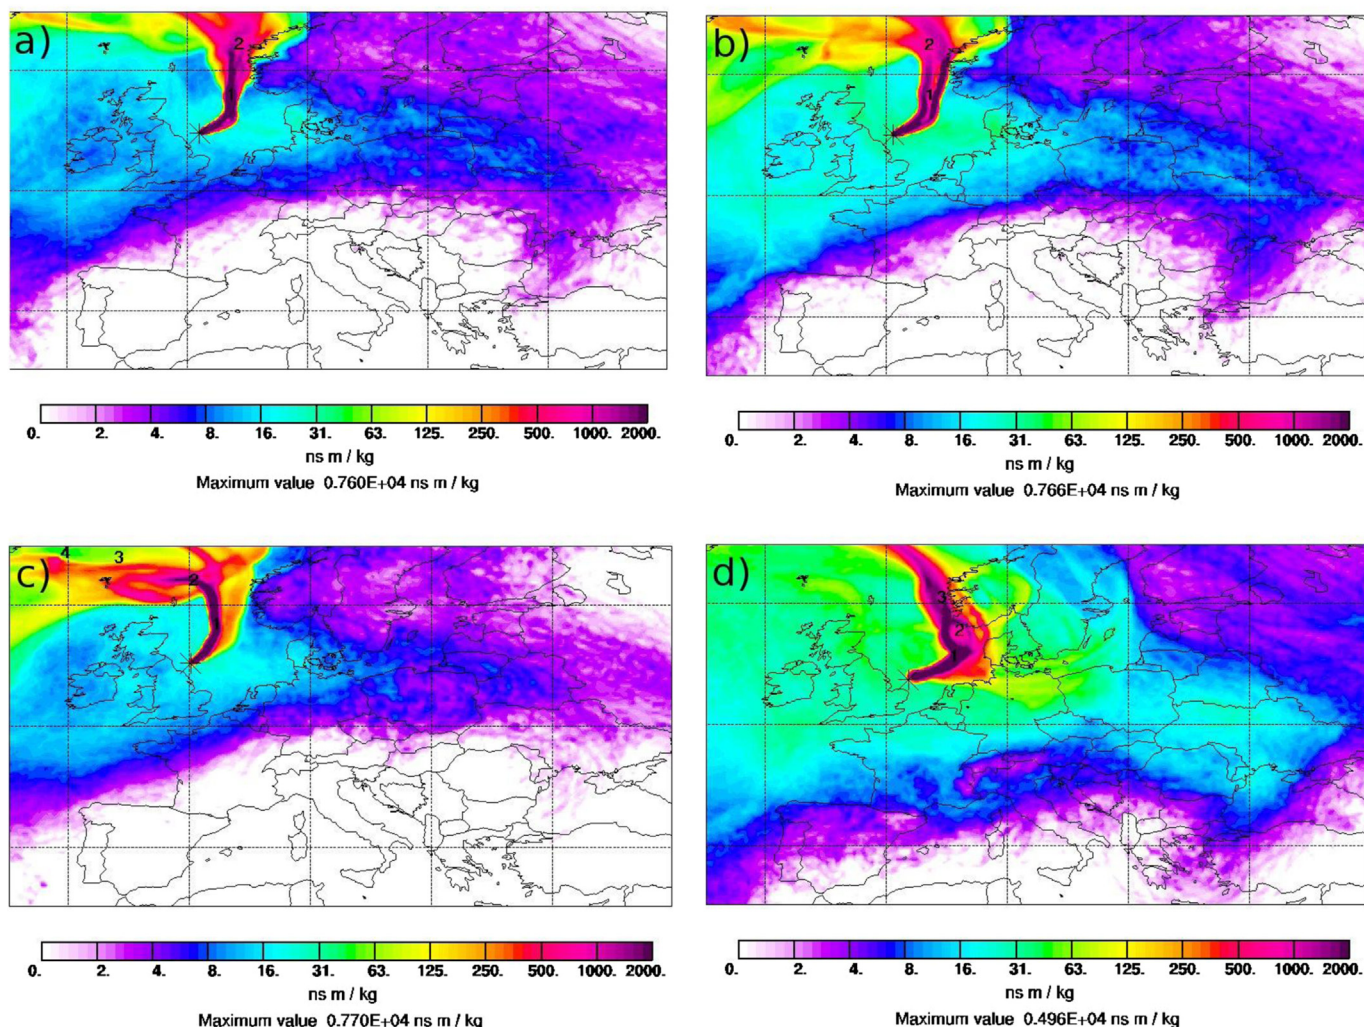 a)
2
1
0. 2. 4. 8. 16. 31. 63. 125. 250. 500. 1000. 2000.
ns m / kg
Maximum value 0.760E+04 ns m / kg
b)
2
1
0. 2. 4. 8. 16. 31. 63. 125. 250. 500. 1000. 2000.
ns m / kg
Maximum value 0.766E+04 ns m / kg
c)
4 3
2
1
0. 2. 4. 8. 16. 31. 63. 125. 250. 500. 1000. 2000.
ns m / kg
Maximum value 0.770E+04 ns m / kg
d)
3
2
1
0. 2. 4. 8. 16. 31. 63. 125. 250. 500. 1000. 2000.
ns m / kg
Maximum value 0.496E+04 ns m / kg